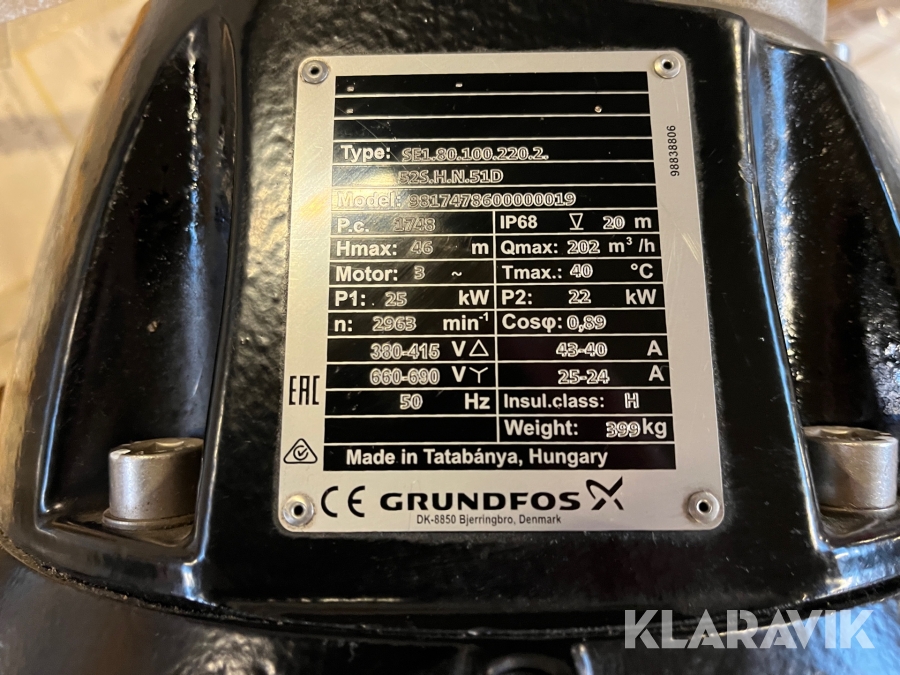 Type: SE1.80.100.220.2.
52S.H.N.51D
Model: 9817478600000019
P.c. 1748 IP68 20 m
Hmax: 46 m Qmax: 202 m³/h
Motor: 3 ~ Tmax.: 40 °C
P1: 25 kW P2: 22 kW
n: 2963 min-1 Cosφ: 0,89
380-415 V △ 43-40 A
660-690 V Y 25-24 A
50 Hz Insul.class: H
Weight: 399 kg
Made in Tatabánya, Hungary
98838806
EAC
CE GRUNDFOS
DK-8850 Bjerringbro, Denmark
KLARAVIK